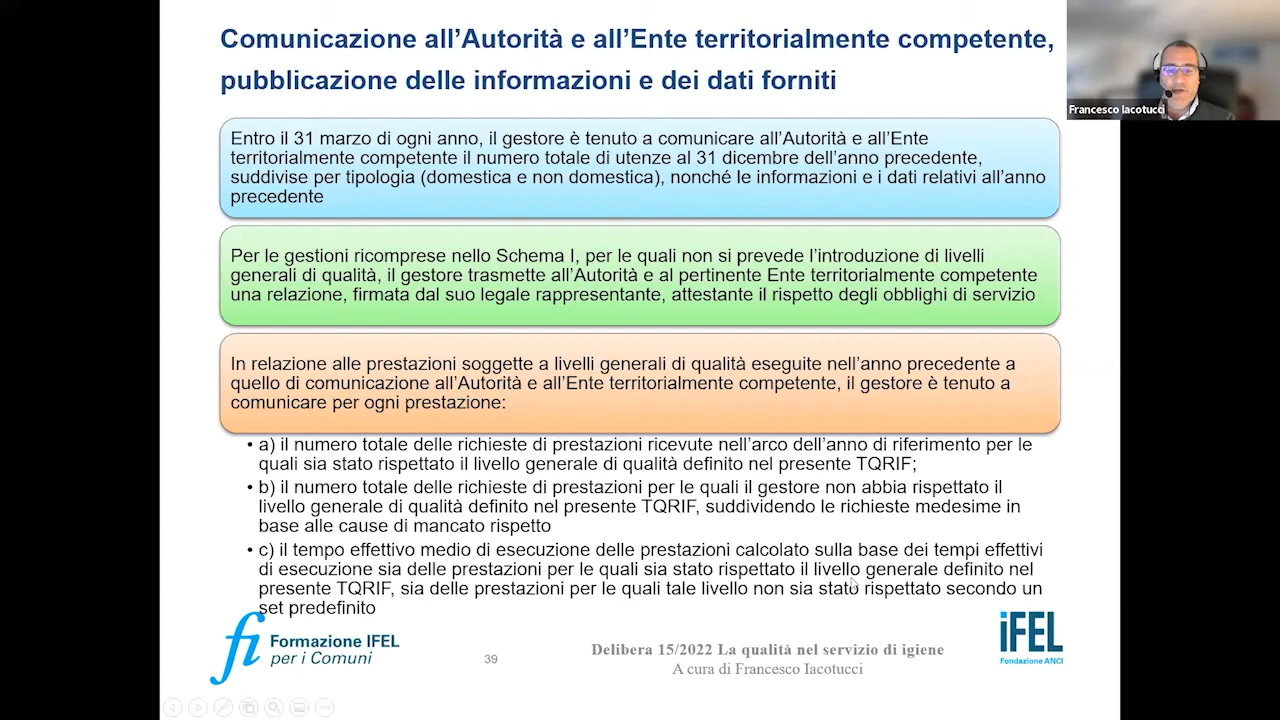 Comunicazione all'Autorità e all'Ente territorialmente competente,
pubblicazione delle informazioni e dei dati forniti
Francesco Iacotucci
Entro il 31 marzo di ogni anno, il gestore è tenuto a comunicare all'Autorità e all'Ente
territorialmente competente il numero totale di utenze al 31 dicembre dell'anno precedente,
suddivise per tipologia (domestica e non domestica), nonché le informazioni e i dati relativi all'anno
precedente
Per le gestioni ricomprese nello Schema I, per le quali non si prevede l'introduzione di livelli
generali di qualità, il gestore trasmette all'Autorità e al pertinente Ente territorialmente competente
una relazione, firmata dal suo legale rappresentante, attestante il rispetto degli obblighi di servizio
In relazione alle prestazioni soggette a livelli generali di qualità eseguite nell'anno precedente a
quello di comunicazione all'Autorità e all'Ente territorialmente competente, il gestore è tenuto a
comunicare per ogni prestazione:
• a) il numero totale delle richieste di prestazioni ricevute nell'arco dell'anno di riferimento per le
quali sia stato rispettato il livello generale di qualità definito nel presente TQRIF;
• b) il numero totale delle richieste di prestazioni per le quali il gestore non abbia rispettato il
livello generale di qualità definito nel presente TQRIF, suddividendo le richieste medesime in
base alle cause di mancato rispetto
• c) il tempo effettivo medio di esecuzione delle prestazioni calcolato sulla base dei tempi effettivi
di esecuzione sia delle prestazioni per le quali sia stato rispettato il livello generale definito nel
presente TQRIF, sia delle prestazioni per le quali tale livello non sia stato rispettato secondo un
set predefinito
fi
Formazione IFEL
per i Comuni
39
Delibera 15/2022 La qualità nel servizio di igiene
A cura di Francesco Iacotucci
iFEL
Fondazione ANCI